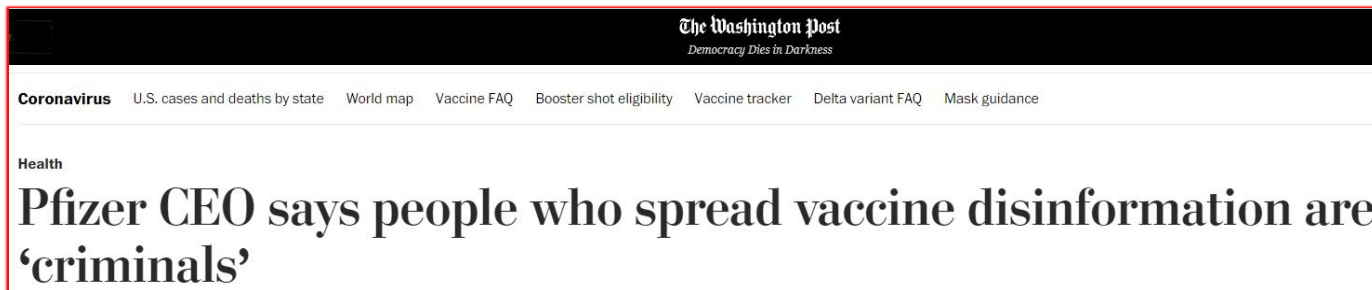 The Washington Post
Democracy Dies in Darkness
Coronavirus U.S. cases and deaths by state World map Vaccine FAQ Booster shot eligibility Vaccine tracker Delta variant FAQ Mask guidance
Health
Pfizer CEO says people who spread vaccine disinformation are
‘criminals’